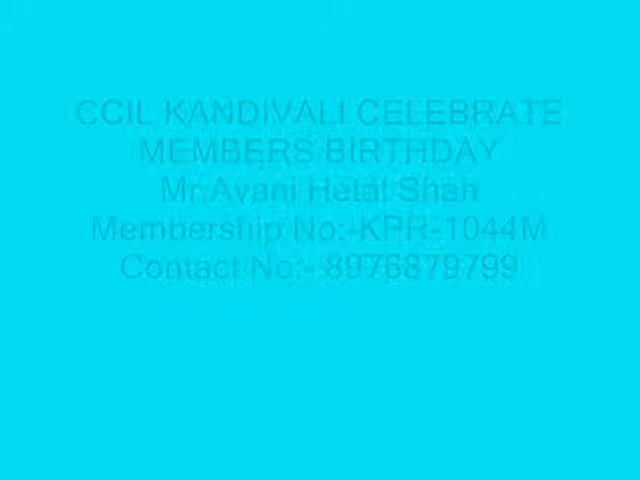 CCIL KANDIVALI CELEBRATE
MEMBERS BIRTHDAY
Mr.Avani Hetal Shah
Membership No:-KPR-1044M
Contact No:- 8976879799